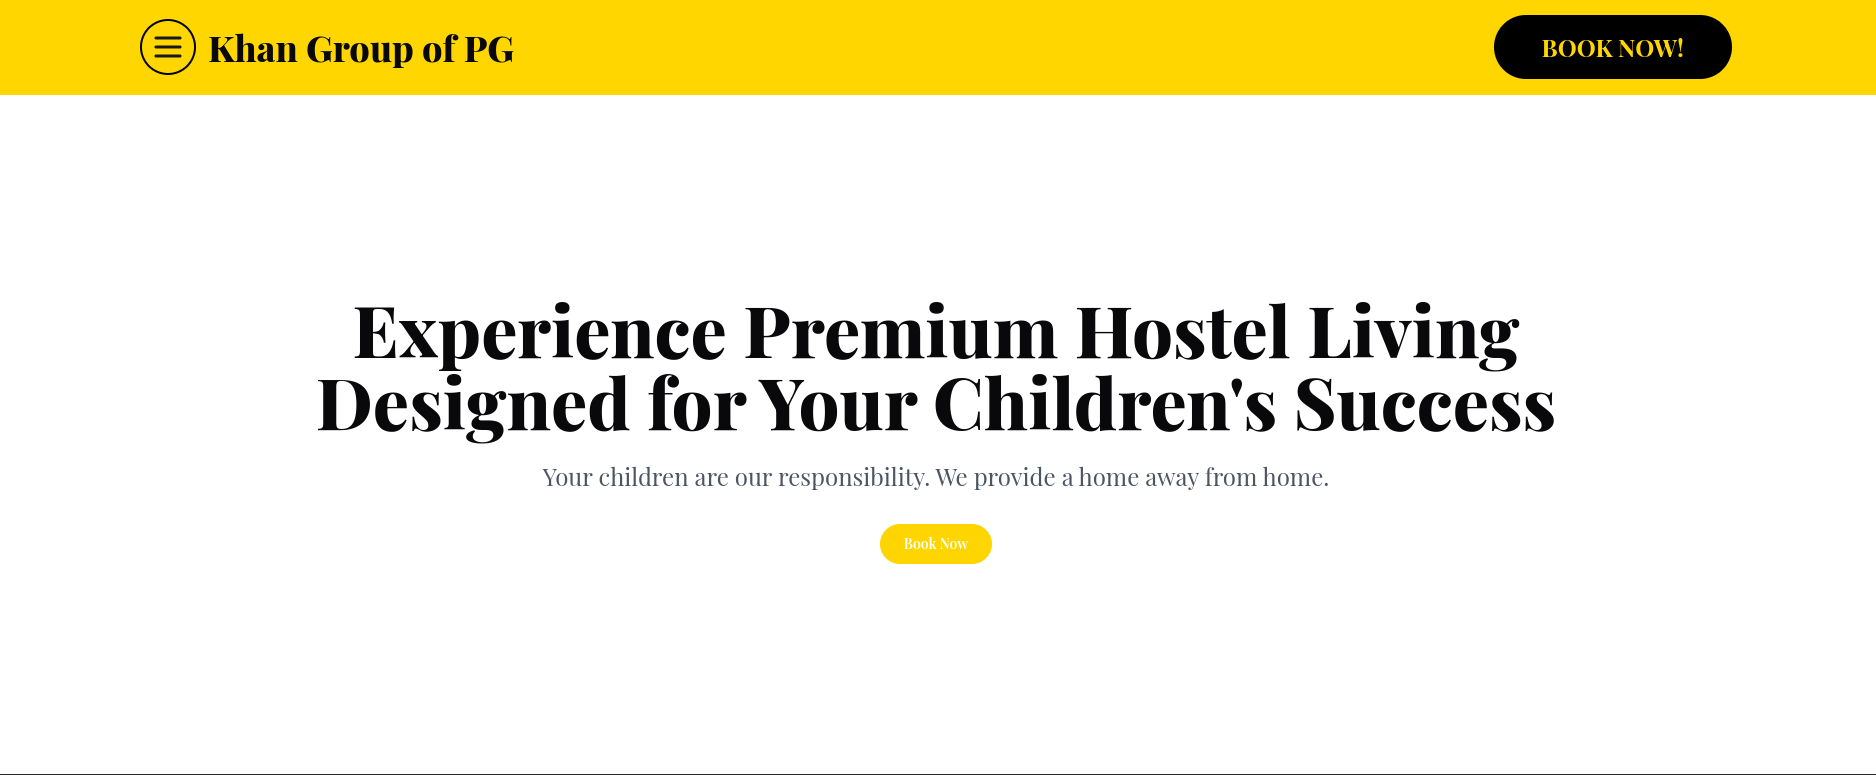 Khan Group of PG
BOOK NOW!
Experience Premium Hostel Living
Designed for Your Children's Success
Your children are our responsibility. We provide a home away from home.
Book Now